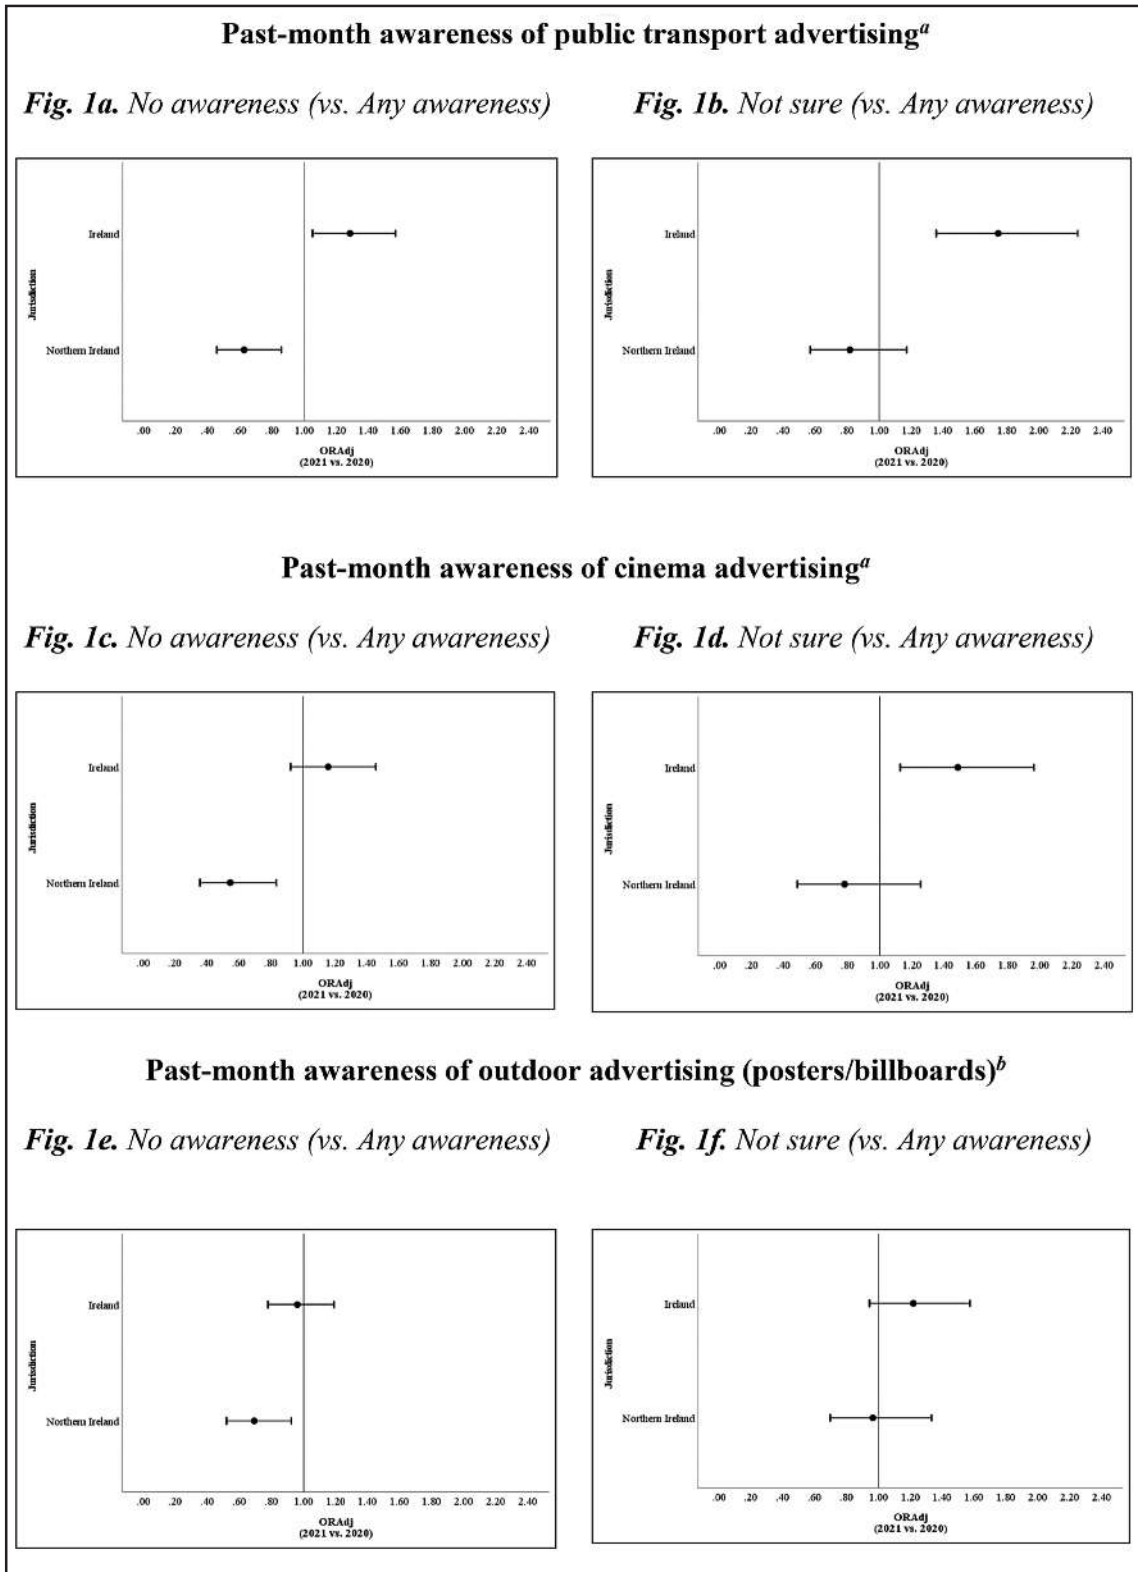 Past-month awareness of public transport advertisingᵃ
Fig. 1a. No awareness (vs. Any awareness)
Fig. 1b. Not sure (vs. Any awareness)
Jurisdiction
Ireland
Northern Ireland
.00 .20 .40 .60 .80 1.00 1.20 1.40 1.60 1.80 2.00 2.20 2.40
ORAdj
(2021 vs. 2020)
Jurisdiction
Ireland
Northern Ireland
.00 .20 .40 .60 .80 1.00 1.20 1.40 1.60 1.80 2.00 2.20 2.40
ORAdj
(2021 vs. 2020)
Past-month awareness of cinema advertisingᵃ
Fig. 1c. No awareness (vs. Any awareness)
Fig. 1d. Not sure (vs. Any awareness)
Jurisdiction
Ireland
Northern Ireland
.00 .20 .40 .60 .80 1.00 1.20 1.40 1.60 1.80 2.00 2.20 2.40
ORAdj
(2021 vs. 2020)
Jurisdiction
Ireland
Northern Ireland
.00 .20 .40 .60 .80 1.00 1.20 1.40 1.60 1.80 2.00 2.20 2.40
ORAdj
(2021 vs. 2020)
Past-month awareness of outdoor advertising (posters/billboards)ᵇ
Fig. 1e. No awareness (vs. Any awareness)
Fig. 1f. Not sure (vs. Any awareness)
Jurisdiction
Ireland
Northern Ireland
.00 .20 .40 .60 .80 1.00 1.20 1.40 1.60 1.80 2.00 2.20 2.40
ORAdj
(2021 vs. 2020)
Jurisdiction
Ireland
Northern Ireland
.00 .20 .40 .60 .80 1.00 1.20 1.40 1.60 1.80 2.00 2.20 2.40
ORAdj
(2021 vs. 2020)